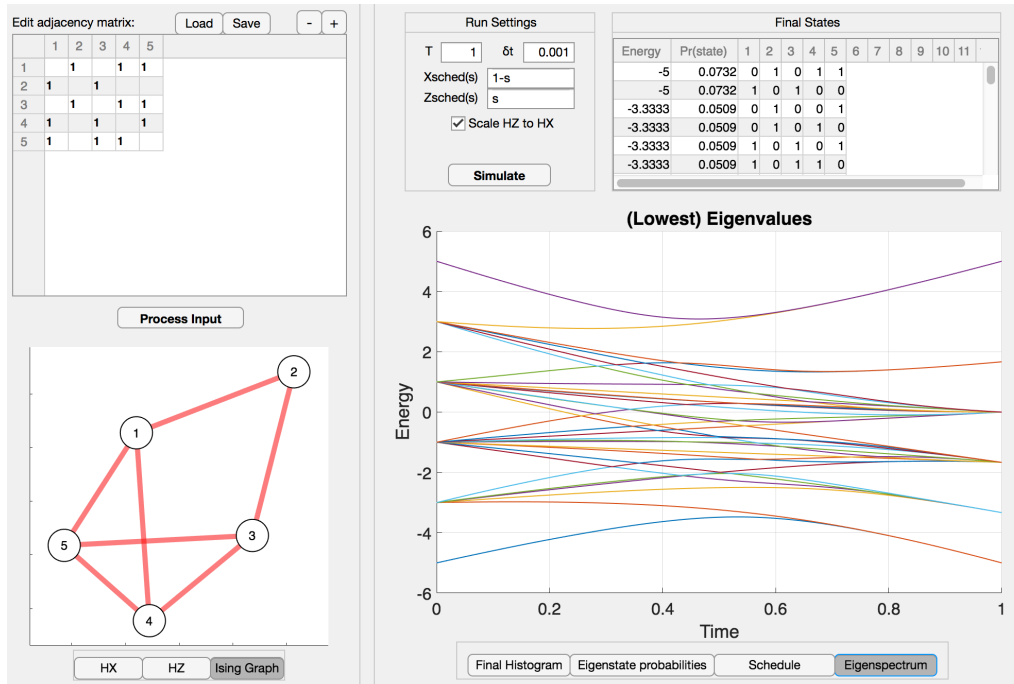 Edit adjacency matrix: Load Save - +
1 2 3 4 5
1 1 1 1
2 1 1
3 1 1 1
4 1 1 1
5 1 1 1
Process Input
2
1
3
5
4
HX HZ Ising Graph
Run Settings
T 1 δt 0.001
Xsched(s) 1-s
Zsched(s) s
Scale HZ to HX
Simulate
Final States
Energy Pr(state) 1 2 3 4 5 6 7 8 9 10 11
-5 0.0732 0 1 0 1 1
-5 0.0732 1 0 1 0 0
-3.3333 0.0509 0 1 0 0 1
-3.3333 0.0509 0 1 0 1 0
-3.3333 0.0509 1 0 1 0 1
-3.3333 0.0509 1 0 1 1 0
(Lowest) Eigenvalues
6
4
2
0
-2
-4
-6
Energy
0 0.2 0.4 0.6 0.8 1
Time
Final Histogram Eigenstate probabilities Schedule Eigenspectrum